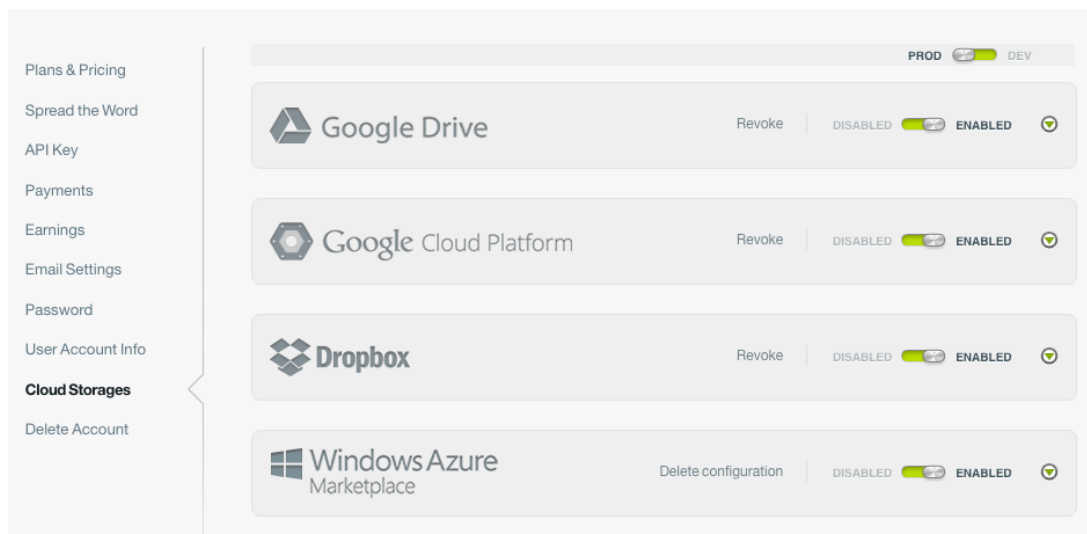 PROD DEV
Plans & Pricing
Spread the Word
API Key
Payments
Earnings
Email Settings
Password
User Account Info
Cloud Storages
Delete Account
Google Drive Revoke DISABLED ENABLED
Google Cloud Platform Revoke DISABLED ENABLED
Dropbox Revoke DISABLED ENABLED
Windows Azure
Marketplace Delete configuration DISABLED ENABLED